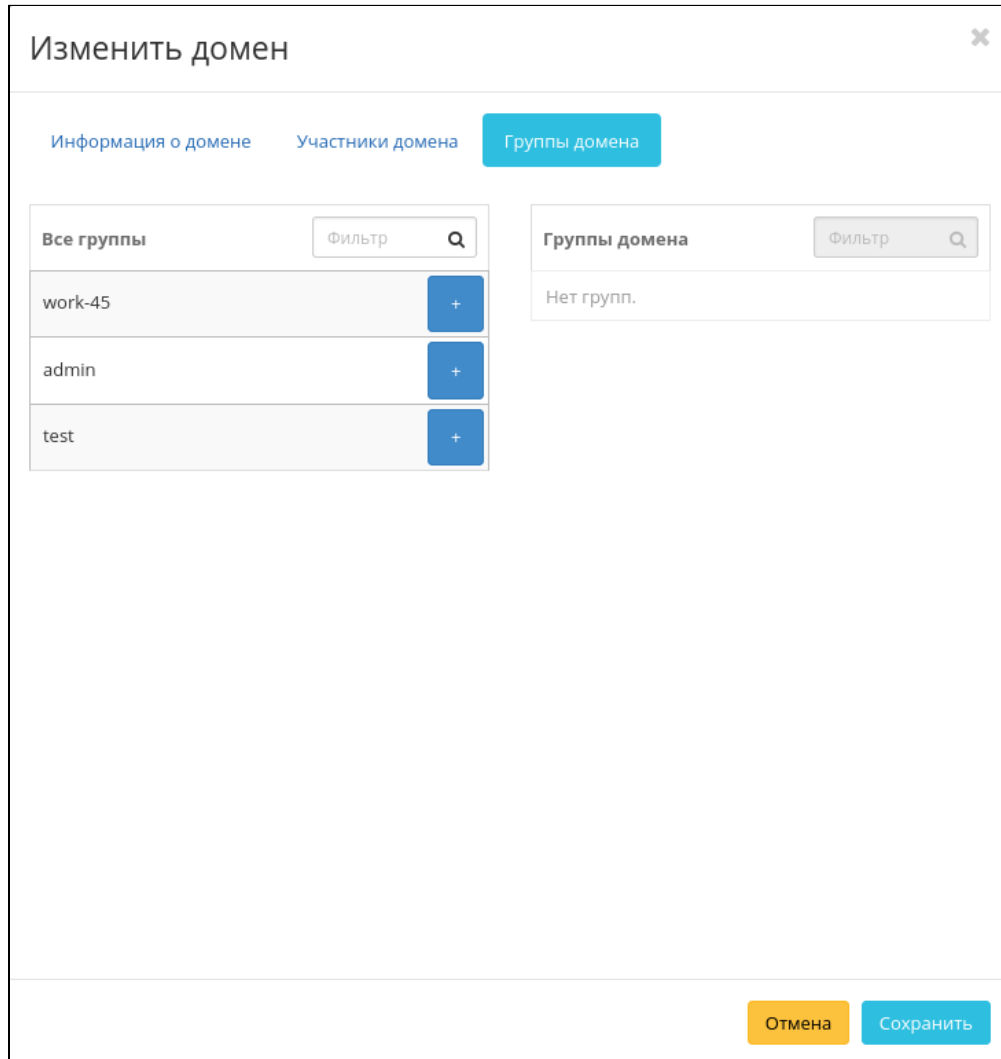 Изменить домен
Информация о домене Участники домена Группы домена
Все группы Фильтр
work-45 +
admin +
test +
Группы домена Фильтр
Нет групп.
Отмена Сохранить